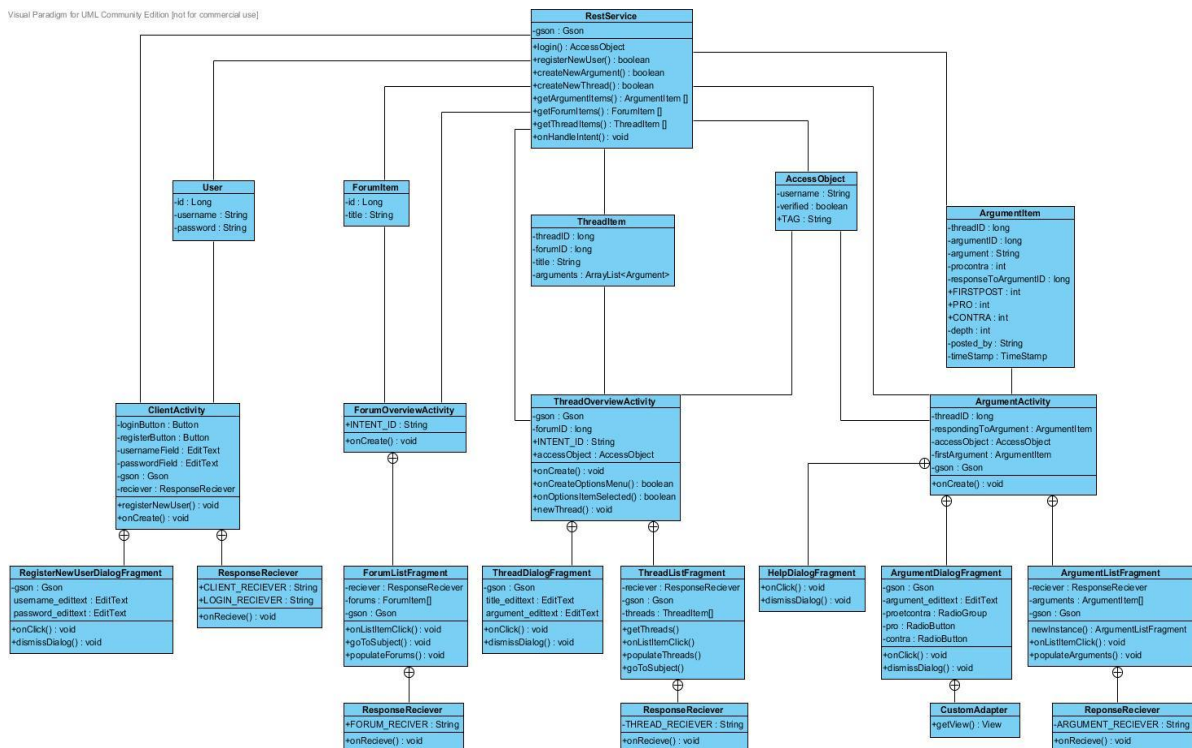 Visual Paradigm for UML Community Edition [not for commercial use]
RestService
-gson : Gson
+login() : AccessObject
+registerNewUser() : boolean
+createNewArgument() : boolean
+createNewThread() : boolean
+getArgumentItems() : ArgumentItem []
+getForumItems() : ForumItem []
+getThreadItems() : ThreadItem []
+onHandleIntent() : void
User
-id : Long
-username : String
-password : String
ForumItem
-id : Long
-title : String
ThreadItem
-threadID : long
-forumID : long
-title : String
-arguments : ArrayList<Argument>
AccessObject
-username : String
-verified : boolean
+TAG : String
ArgumentItem
-threadID : long
-argumentID : long
-argument : String
-procontra : int
-responseToArgumentID : long
+FIRSTPOST : int
+PRO : int
+CONTRA : int
-depth : int
-posted_by : String
-timeStamp : TimeStamp
ClientActivity
-loginButton : Button
-registerButton : Button
-usernameField : EditText
-passwordField : EditText
-gson : Gson
-reciever : ResponseReciever
+registerNewUser() : void
+onCreate() : void
ForumOverviewActivity
+INTENT_ID : String
+onCreate() : void
ThreadOverviewActivity
-gson : Gson
-forumID : long
+INTENT_ID : String
+accessObject : AccessObject
+onCreate() : void
+onCreateOptionsMenu() : boolean
+onOptionsItemSelected() : boolean
+newThread() : void
ArgumentActivity
-threadID : long
-respondingToArgument : ArgumentItem
-accessObject : AccessObject
-firstArgument : ArgumentItem
-gson : Gson
+onCreate() : void
RegisterNewUserDialogFragment
-gson : Gson
username_edittext : EditText
password_edittext : EditText
+onClick() : void
+dismissDialog() : void
ResponseReciever
+CLIENT_RECIEVER : String
+LOGIN_RECIEVER : String
+onRecieve() : void
ForumListFragment
-reciever : ResponseReciever
-forums : ForumItem[]
-gson : Gson
+onListItemClick() : void
+goToSubject() : void
+populateForums() : void
ThreadDialogFragment
-gson : Gson
title_edittext : EditText
argument_edittext : EditText
+onClick() : void
+dismissDialog() : void
ThreadListFragment
-reciever : ResponseReciever
-gson : Gson
-threads : ThreadItem[]
+getThreads()
+onListItemClick()
+populateThreads()
+goToSubject()
HelpDialogFragment
+onClick() : void
+dismissDialog() : void
ArgumentDialogFragment
-gson : Gson
-argument_edittext : EditText
-proetcontra : RadioGroup
-pro : RadioButton
-contra : RadioButton
+onClick() : void
+dismissDialog() : void
ArgumentListFragment
-reciever : ResponseReciever
-arguments : ArgumentItem[]
-gson : Gson
newInstance() : ArgumentListFragment
+onListItemClick() : void
+populateArguments() : void
ResponseReciever
+FORUM_RECIVER : String
+onRecieve() : void
ResponseReciever
-THREAD_RECIEVER : String
+onRecieve() : void
CustomAdapter
+getView() : View
ReponseReciever
-ARGUMENT_RECIEVER : String
+onRecieve() : void